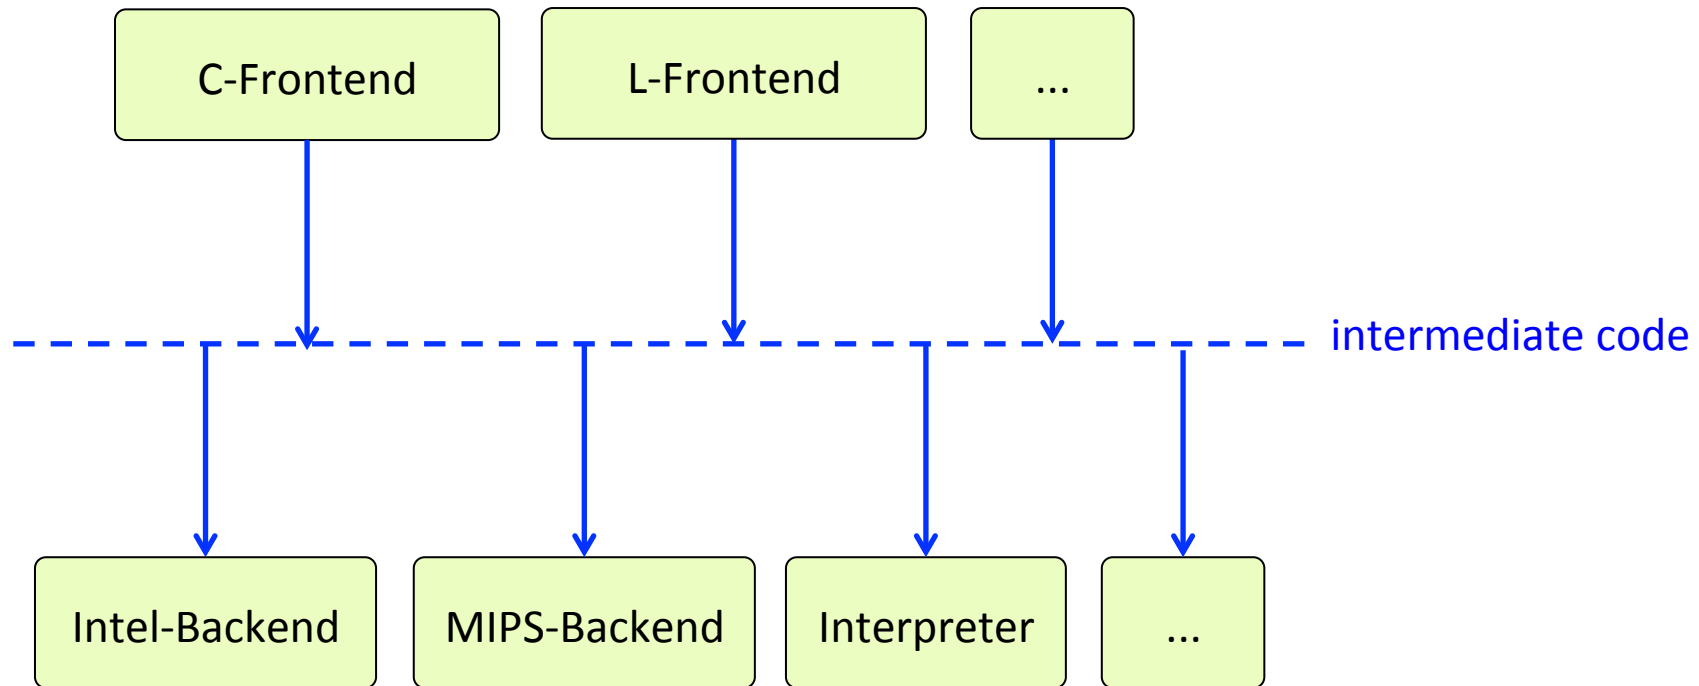 C-Frontend
L-Frontend
...
intermediate code
Intel-Backend
MIPS-Backend
Interpreter
...